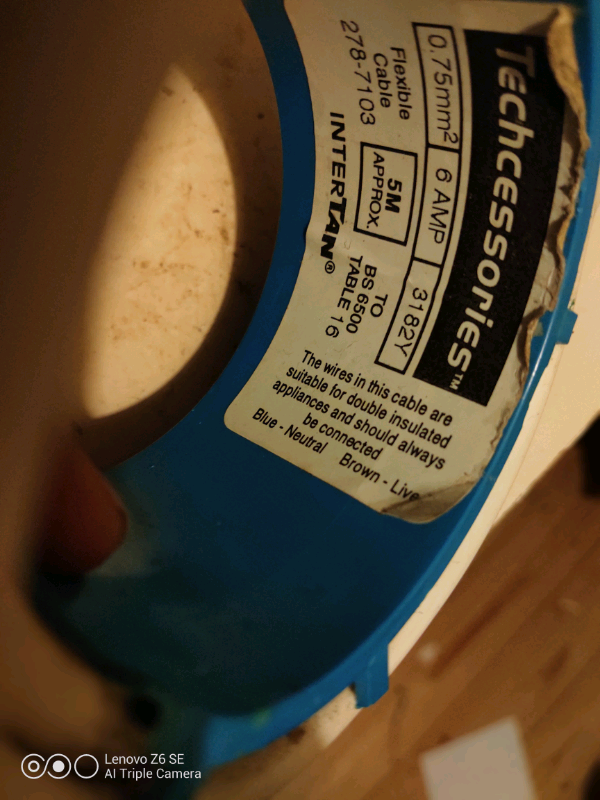 Techcessories™
0.75mm² 6 AMP 3182Y
Flexible
Cable
278-7103
5M
APPROX.
TO
BS 6500
TABLE 16
INTERTAN®
The wires in this cable are
suitable for double insulated
appliances and should always
be connected
Blue - Neutral Brown - Live
Lenovo Z6 SE
AI Triple Camera